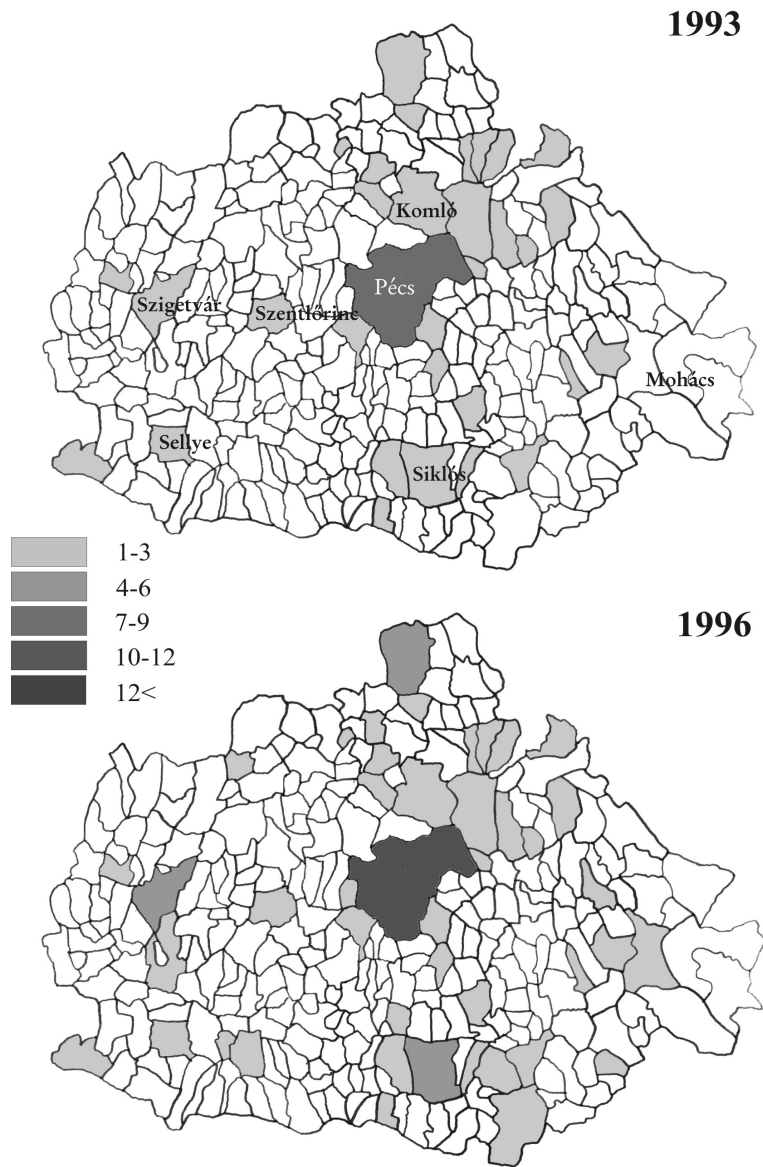 1993
Komló
Pécs
Szigetvár
Szentlőrinc
Mohács
Sellye
Siklós
1-3
4-6
7-9
10-12
12<
1996